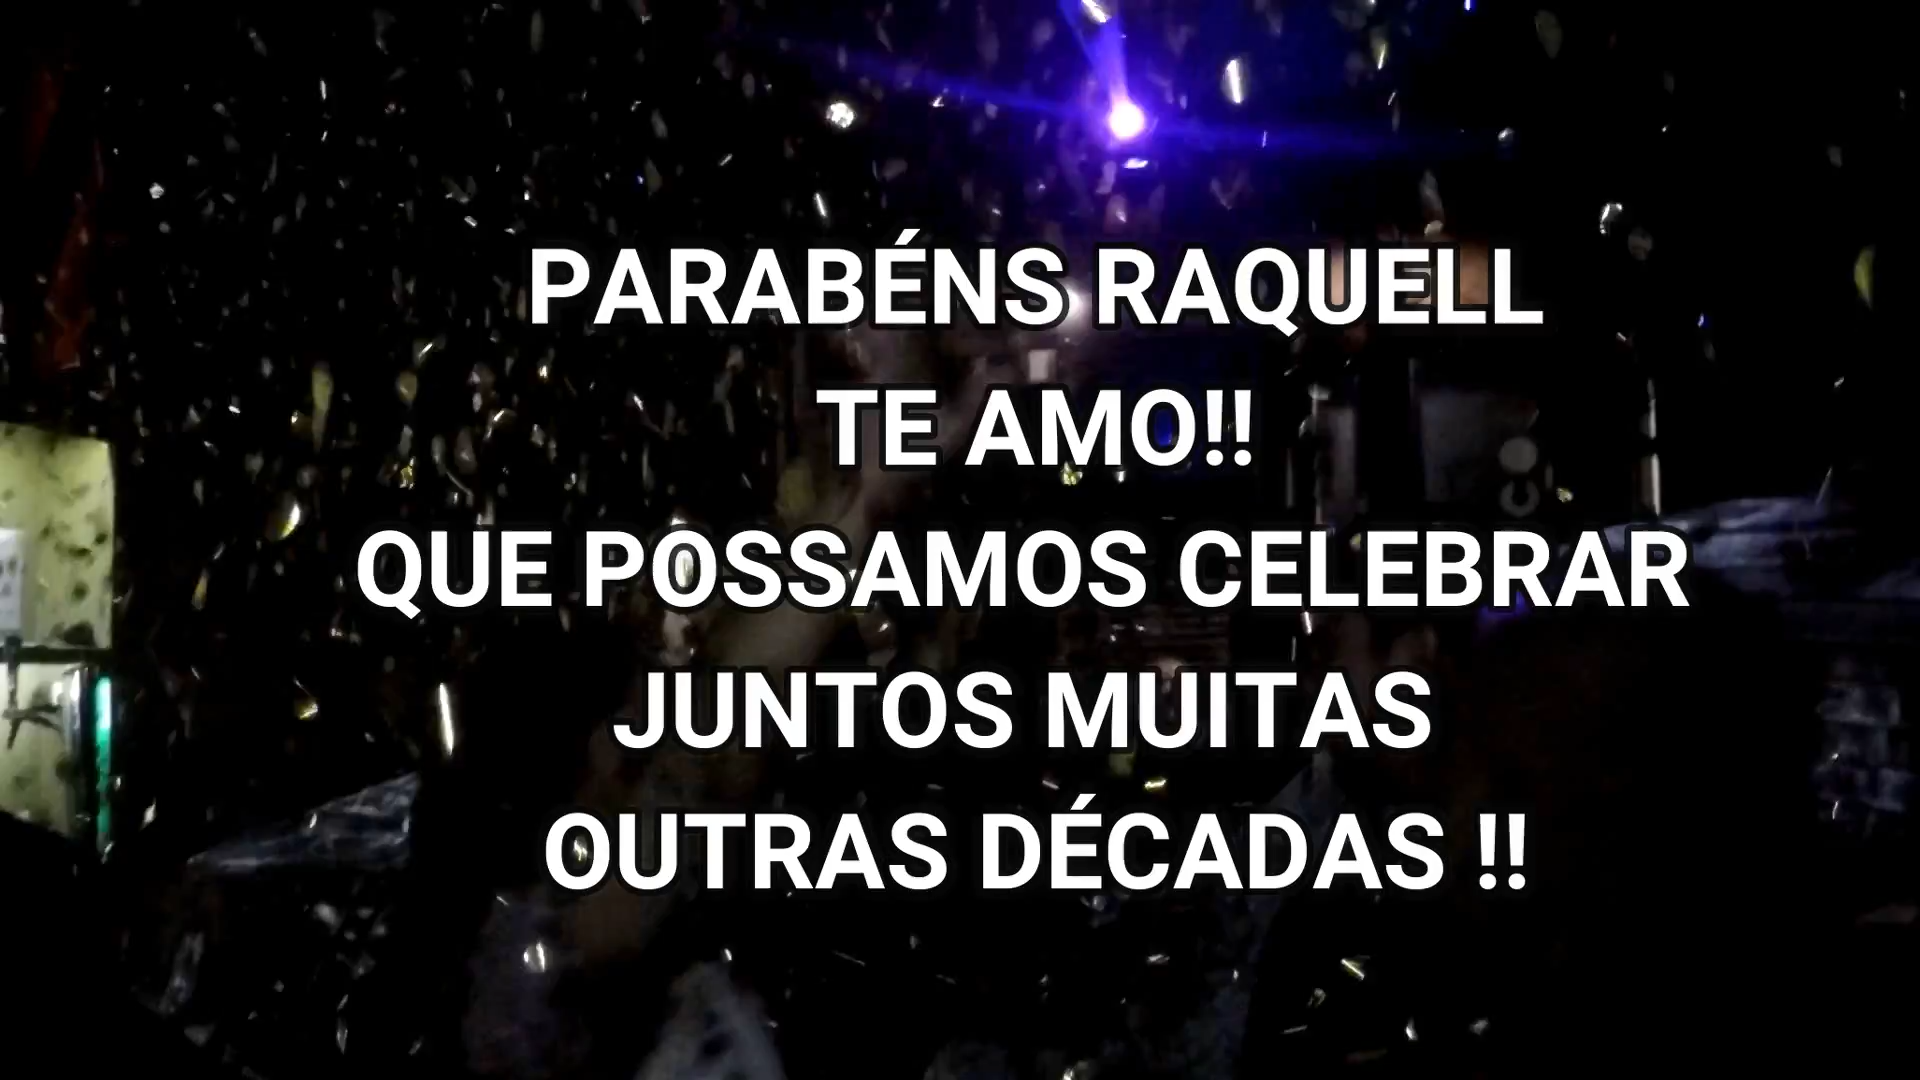 PARABÉNS RAQUELL
TE AMO!!
QUE POSSAMOS CELEBRAR
JUNTOS MUITAS
OUTRAS DÉCADAS !!